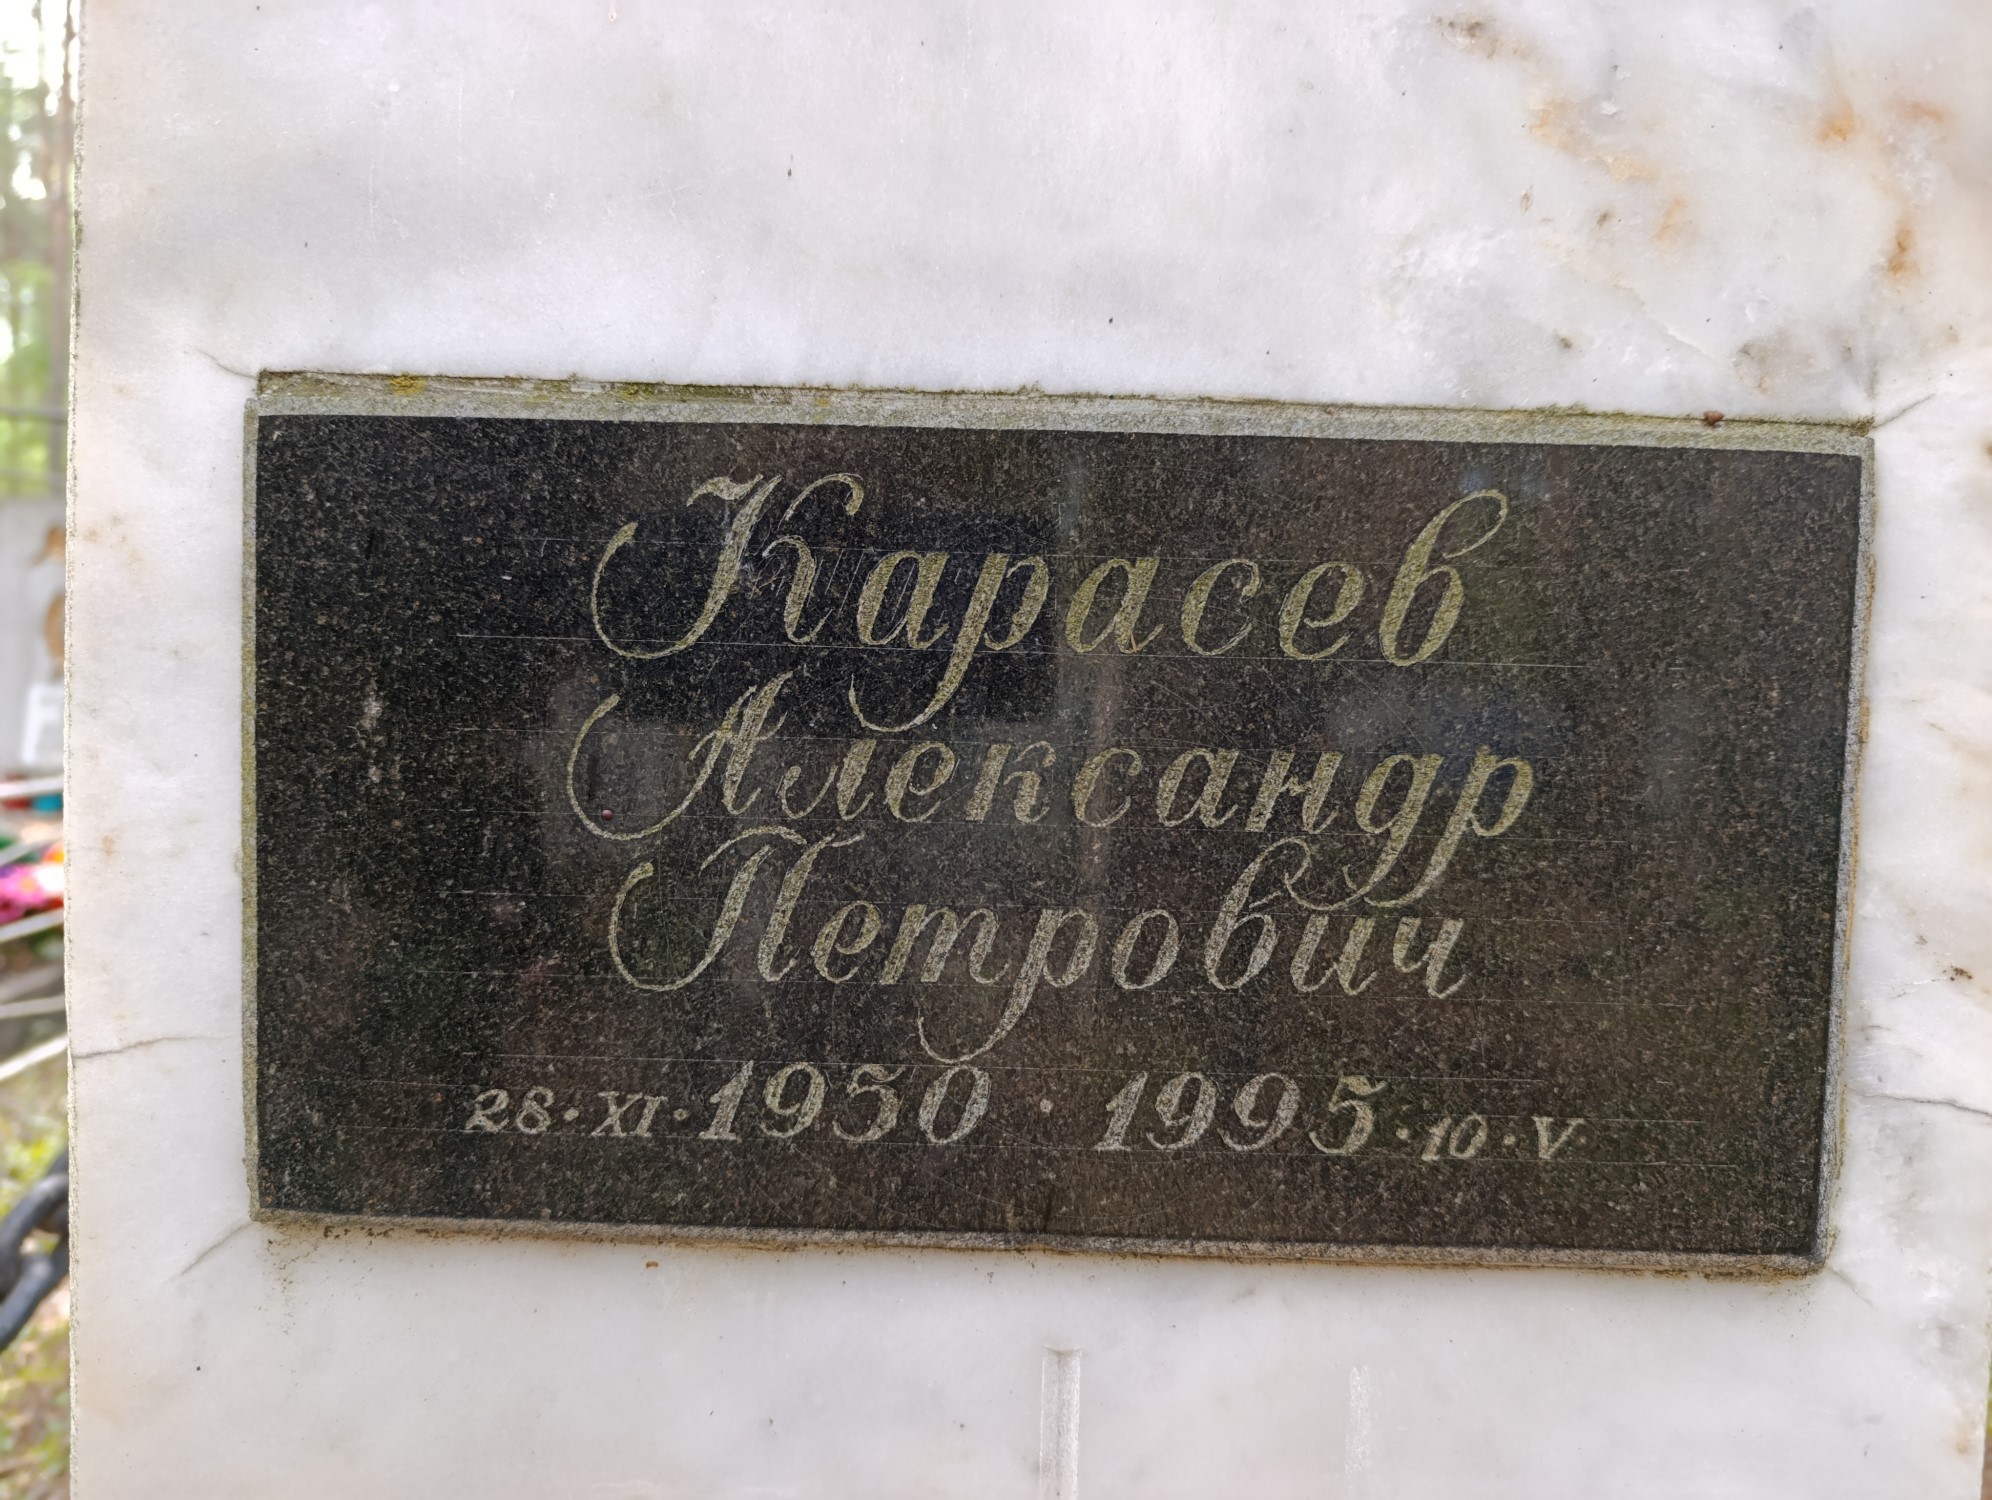 Карасев
Александр
Петрович
28·XI·1950 · 1995·10·V